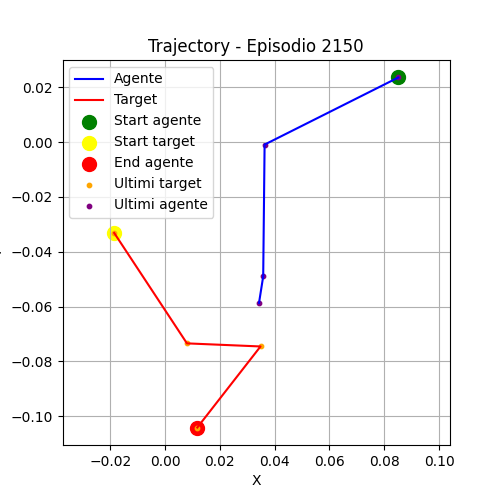 Trajectory - Episodio 2150
Agente
Target
Start agente
Start target
End agente
Ultimi target
Ultimi agente
0.02
0.00
−0.02
−0.04
−0.06
−0.08
−0.10
−0.02
0.00
0.02
0.04
0.06
0.08
0.10
X